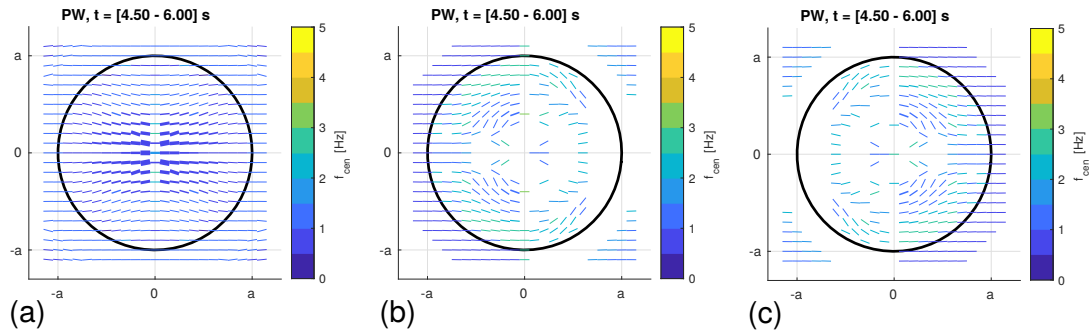 PW, t = [4.50 - 6.00] s
a
0
-a
-a
0
a
5
4
3
2
1
0
f_cen [Hz]
(a)
PW, t = [4.50 - 6.00] s
a
0
-a
-a
0
a
5
4
3
2
1
0
f_cen [Hz]
(b)
PW, t = [4.50 - 6.00] s
a
0
-a
-a
0
a
5
4
3
2
1
0
f_cen [Hz]
(c)